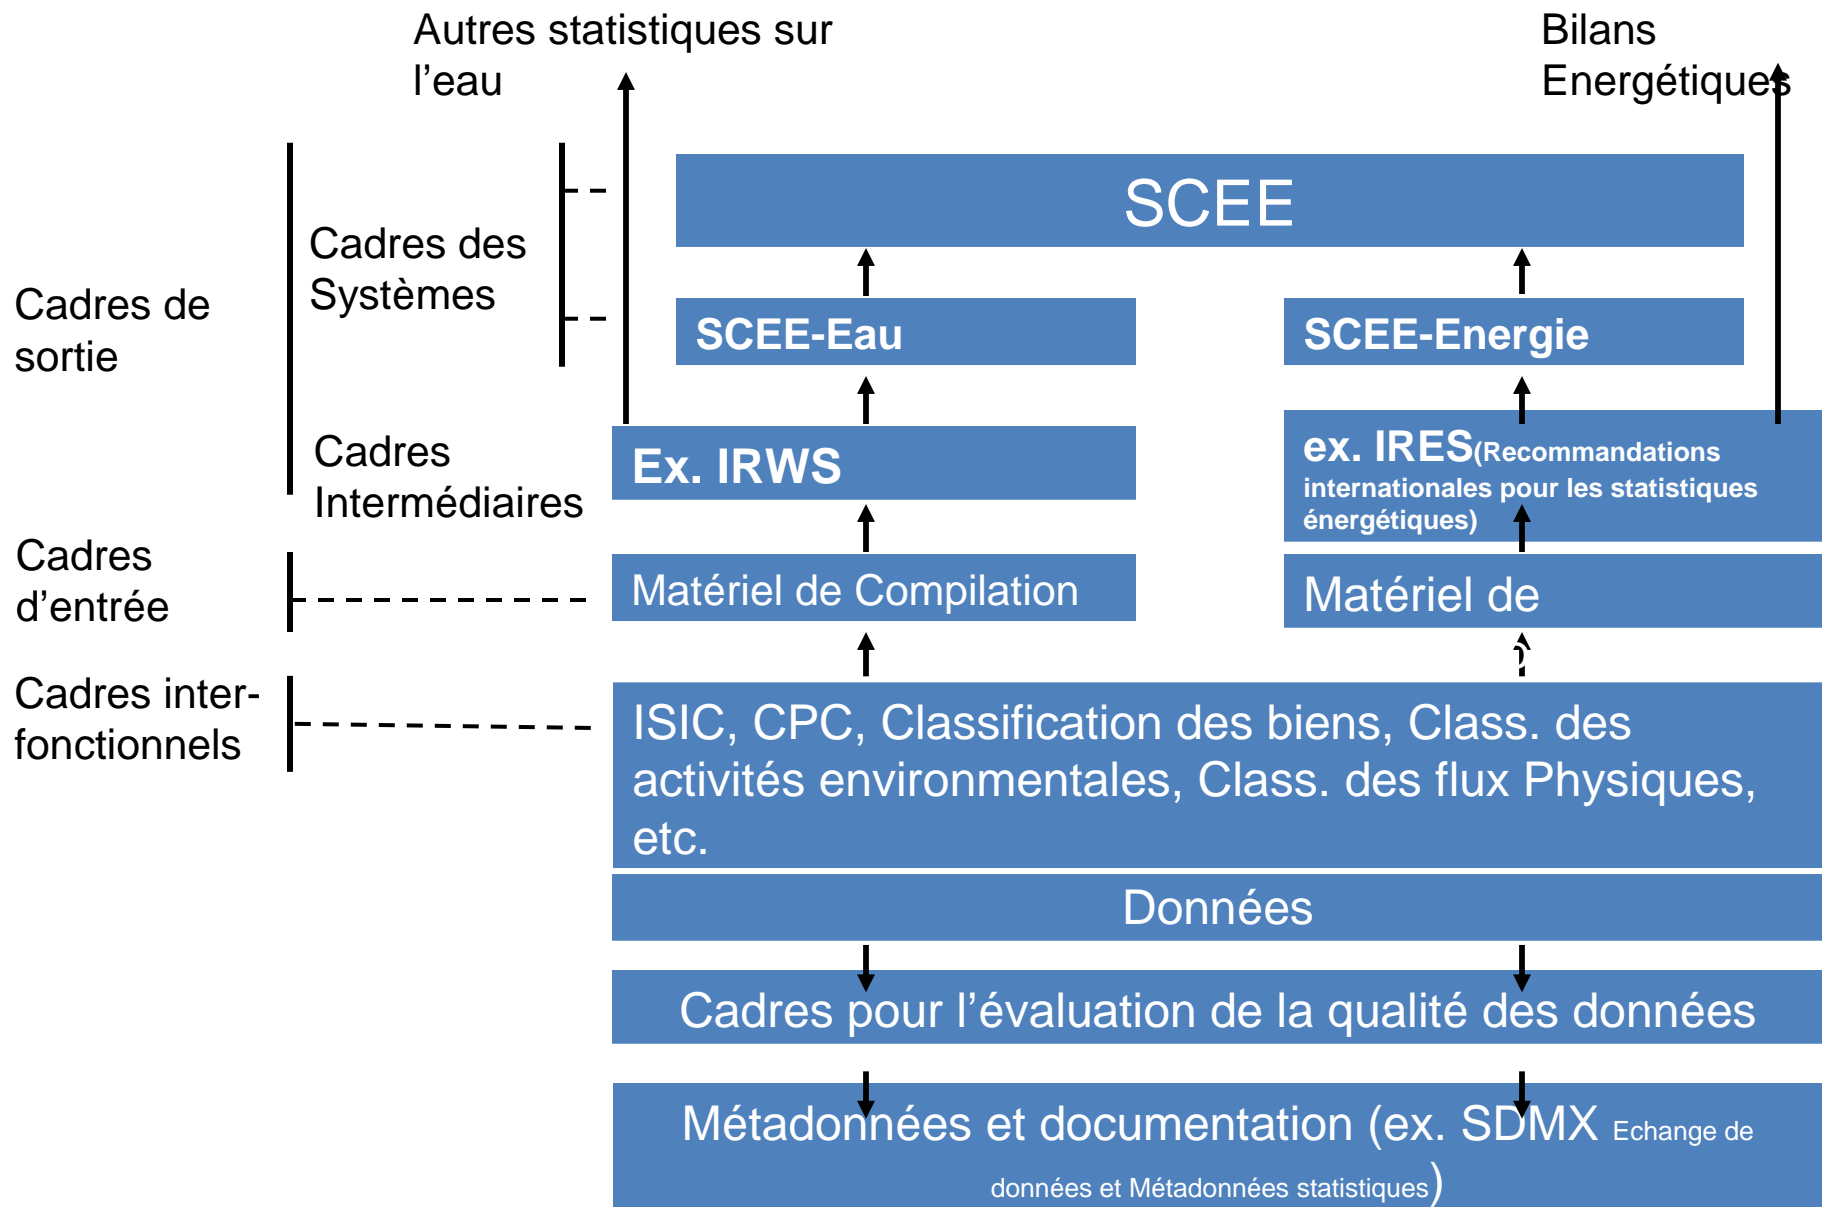 Autres statistiques sur
l’eau
Bilans
Energétiques
SCEE
Cadres des
Systèmes
Cadres de
sortie
SCEE-Eau
SCEE-Energie
Cadres
Intermédiaires
Ex. IRWS
ex. IRES(Recommandations
internationales pour les statistiques
énergétiques)
Cadres
d’entrée
Matériel de Compilation
Matériel de
Cadres inter-
fonctionnels
ISIC, CPC, Classification des biens, Class. des
activités environmentales, Class. des flux Physiques,
etc.
Données
Cadres pour l’évaluation de la qualité des données
Métadonnées et documentation (ex. SDMX Echange de
données et Métadonnées statistiques)